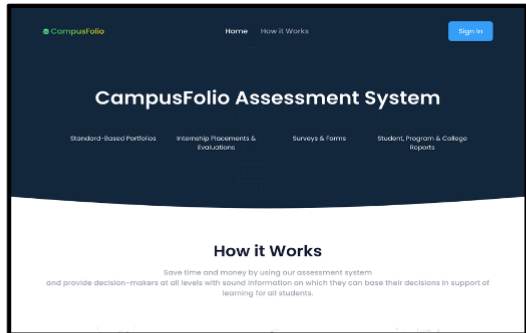 CampusFolio
Home How it Works
Sign In
CampusFolio Assessment System
Standard-Based Portfolios
Internship Placements &
Evaluations
Surveys & Forms
Student, Program & College
Reports
How it Works
Save time and money by using our assessment system
and provide decision-makers at all levels with sound information on which they can base their decisions in support of
learning for all students.